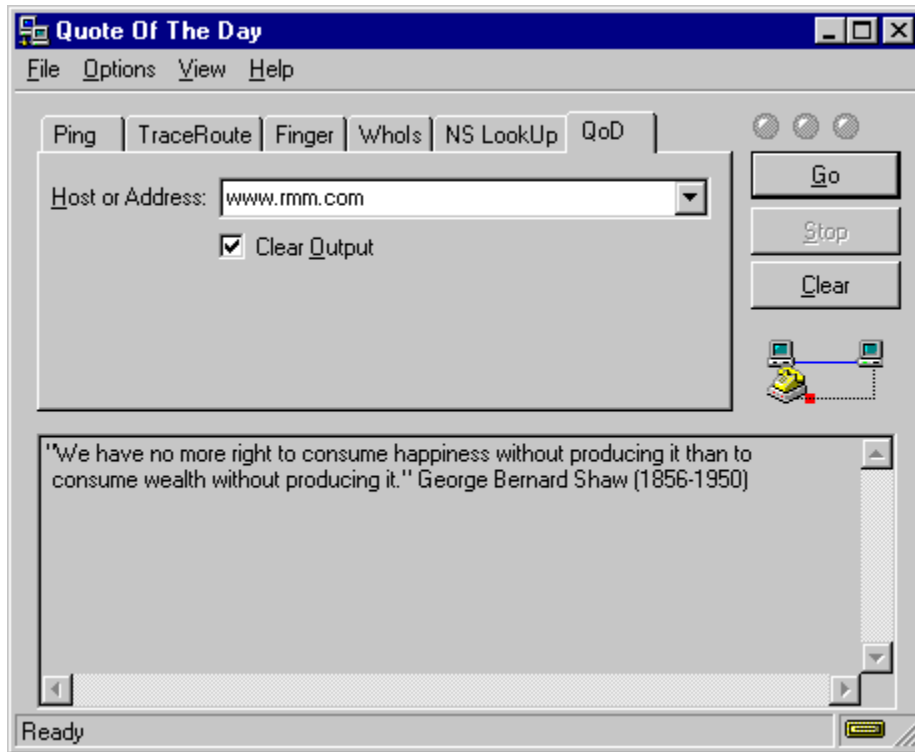 Quote Of The Day
File Options View Help
Ping TraceRoute Finger WhoIs NS LookUp QoD
Host or Address: www.rmm.com
Clear Output
Go
Stop
Clear
"We have no more right to consume happiness without producing it than to
consume wealth without producing it." George Bernard Shaw (1856-1950)
Ready